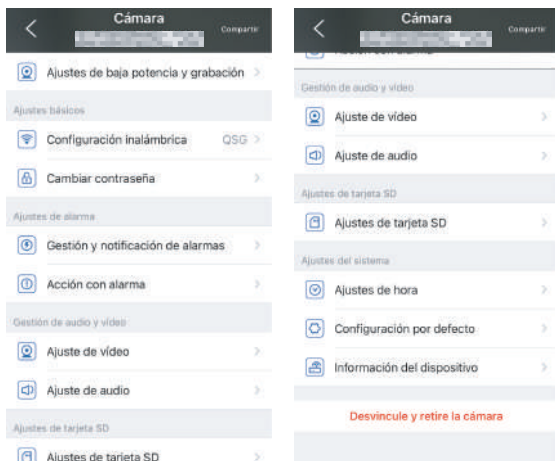 Cámara
Compartir
Ajustes de baja potencia y grabación
Ajustes básicos
Configuración inalámbrica QSG
Cambiar contraseña
Ajustes de alarma
Gestión y notificación de alarmas
Acción con alarma
Gestión de audio y vídeo
Ajuste de vídeo
Ajuste de audio
Ajustes de tarjeta SD
Ajustes de tarjeta SD
Cámara
Compartir
Gestión de audio y vídeo
Ajuste de vídeo
Ajuste de audio
Ajustes de tarjeta SD
Ajustes de tarjeta SD
Ajustes del sistema
Ajustes de hora
Configuración por defecto
Información del dispositivo
Desvincule y retire la cámara